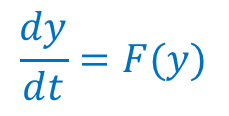 dy/dt = F(y)